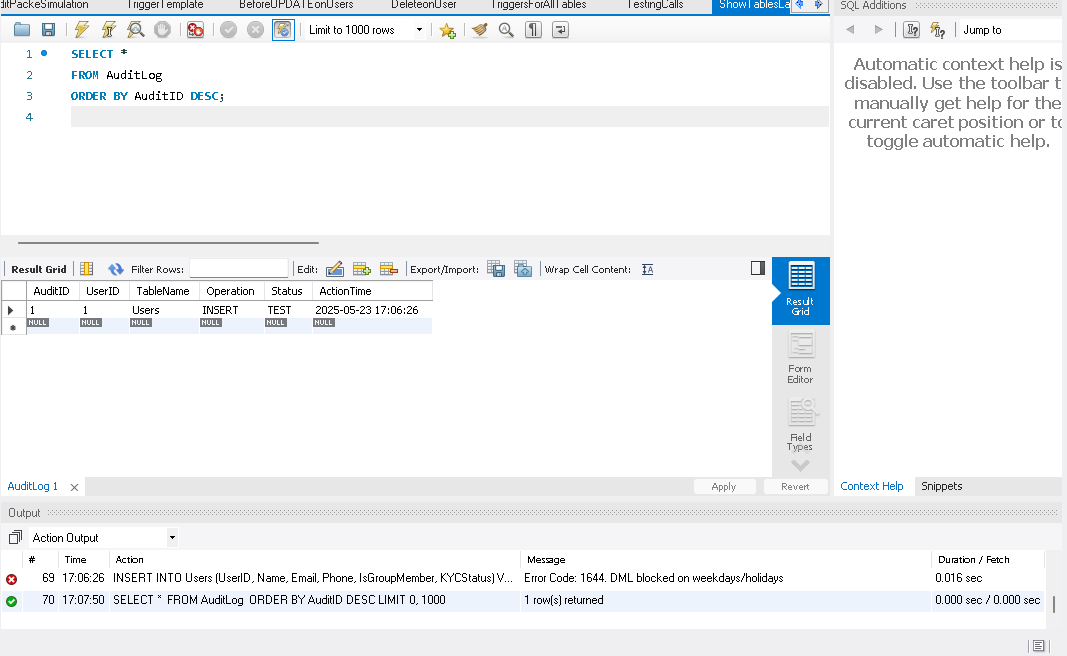 ditPackeSimulation TriggerTemplate BeforeUPDATEonUsers DeleteonUser TriggersForAllTables TestingCalls ShowTablesLa SQL Additions
Limit to 1000 rows Jump to
1 SELECT *
2 FROM AuditLog
3 ORDER BY AuditID DESC;
4
Automatic context help is
disabled. Use the toolbar t
manually get help for the
current caret position or to
toggle automatic help.
Result Grid Filter Rows: Edit: Export/Import: Wrap Cell Content: IA
AuditID UserID TableName Operation Status ActionTime
1 1 Users INSERT TEST 2025-05-23 17:06:26
NULL NULL NULL NULL NULL NULL
Result
Grid
Form
Editor
Field
Types
AuditLog 1 Apply Revert Context Help Snippets
Output
Action Output
# Time Action Message Duration / Fetch
69 17:06:26 INSERT INTO Users (UserID, Name, Email, Phone, IsGroupMember, KYCStatus) V... Error Code: 1644. DML blocked on weekdays/holidays 0.016 sec
70 17:07:50 SELECT * FROM AuditLog ORDER BY AuditID DESC LIMIT 0, 1000 1 row(s) returned 0.000 sec / 0.000 sec